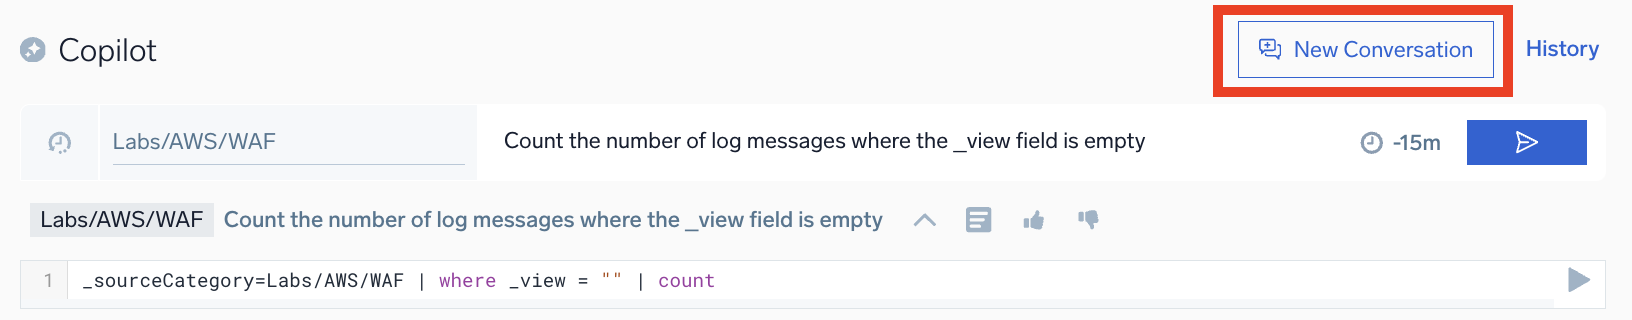 Copilot
New Conversation
History
Labs/AWS/WAF
Count the number of log messages where the _view field is empty
-15m
Labs/AWS/WAF Count the number of log messages where the _view field is empty
1 _sourceCategory=Labs/AWS/WAF | where _view = "" | count